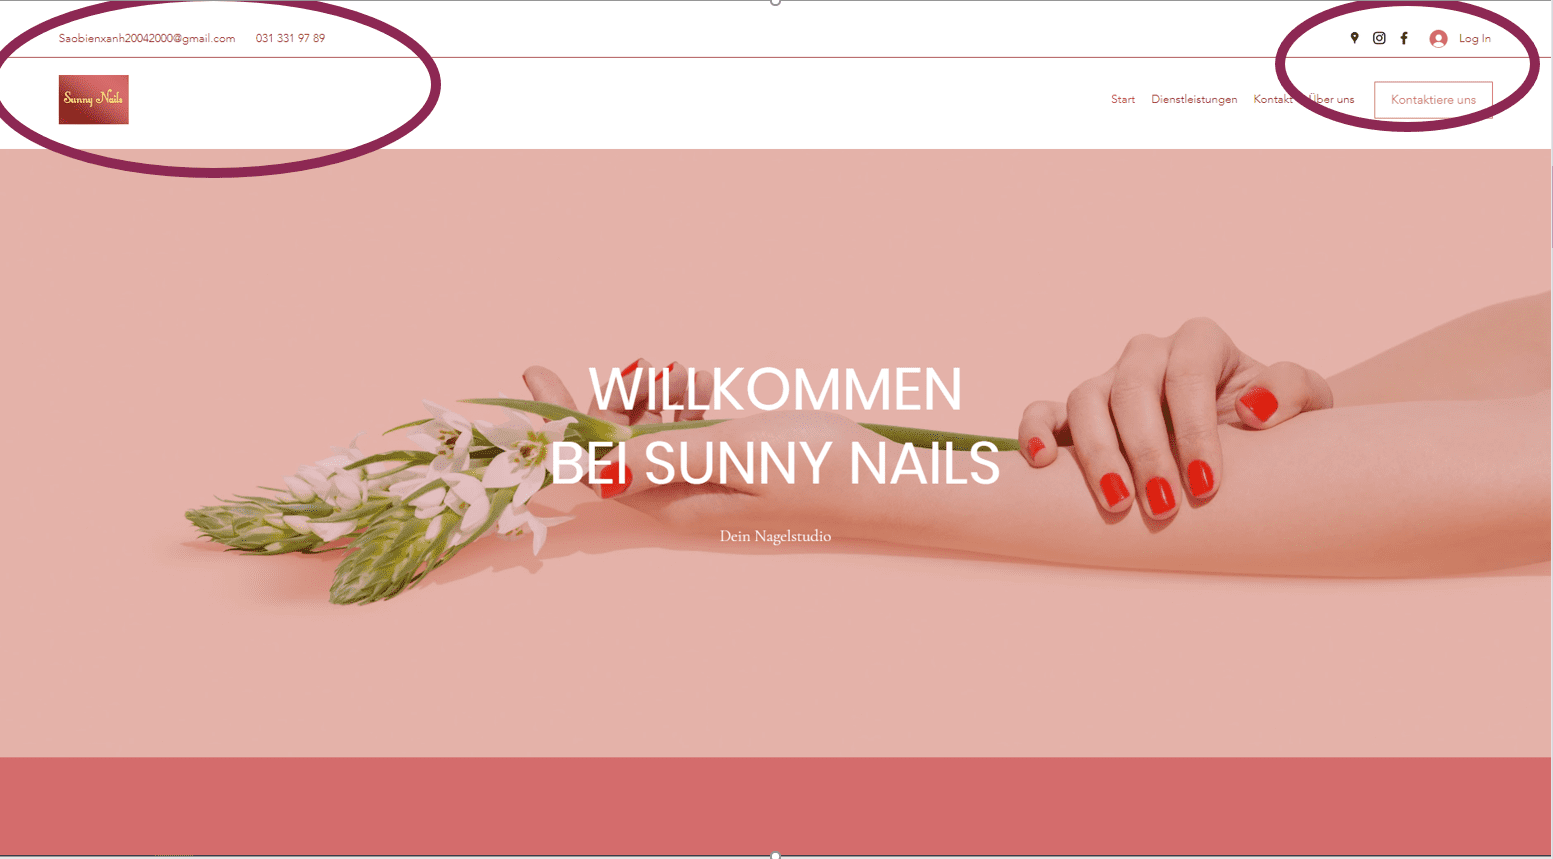 Saobienxanh20042000@gmail.com 031 331 97 89 Log In
Sunny Nails
Start Dienstleistungen Kontakt Über uns Kontaktiere uns
WILLKOMMEN
BEI SUNNY NAILS
Dein Nagelstudio